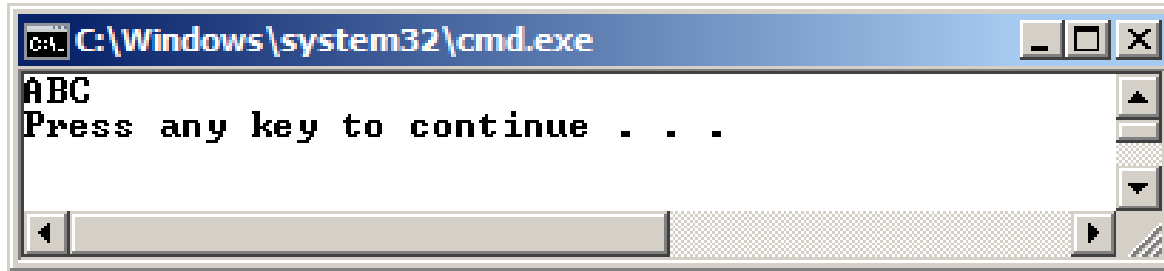 C:\Windows\system32\cmd.exe
ABC
Press any key to continue . . .